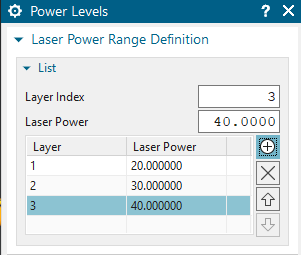 Power Levels ? X
Laser Power Range Definition
List
Layer Index 3
Laser Power 40.0000
Layer Laser Power
1 20.000000
2 30.000000
3 40.000000